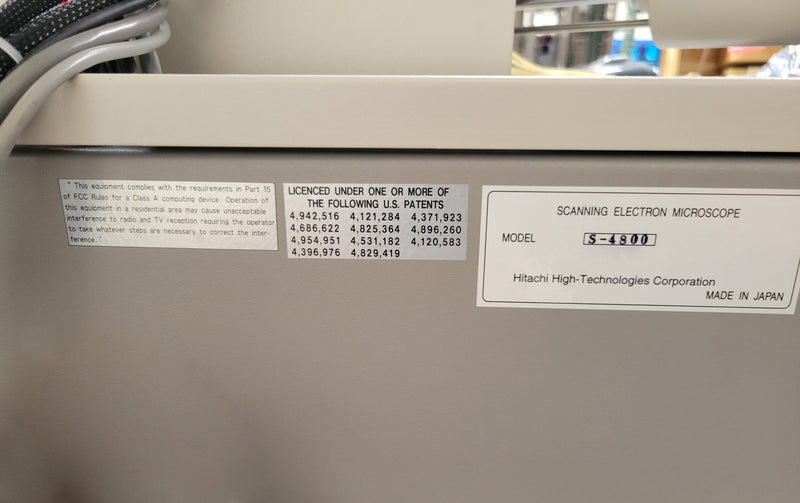 " This equipment complies with the requirements in Part 15
of FCC Rules for a Class A computing device. Operation of
this equipment in a residential area may cause unacceptable
interference to radio and TV reception requiring the operator
to take whatever steps are necessary to correct the inter-
ference. "
LICENCED UNDER ONE OR MORE OF
THE FOLLOWING U.S. PATENTS
4,942,516 4,121,284 4,371,923
4,686,622 4,825,364 4,896,260
4,954,951 4,531,182 4,120,583
4,396,976 4,829,419
SCANNING ELECTRON MICROSCOPE
MODEL S-4800
Hitachi High-Technologies Corporation
MADE IN JAPAN